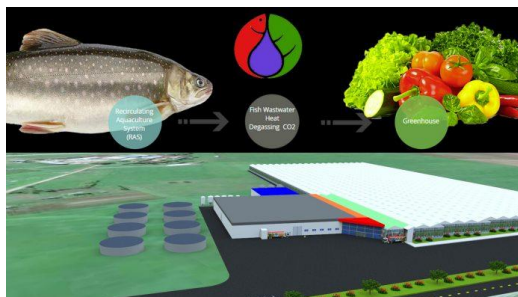 Recirculating
Aquaculture
System
(RAS)
Fish Wastwater
Heat
Degassing CO2
Greenhouse